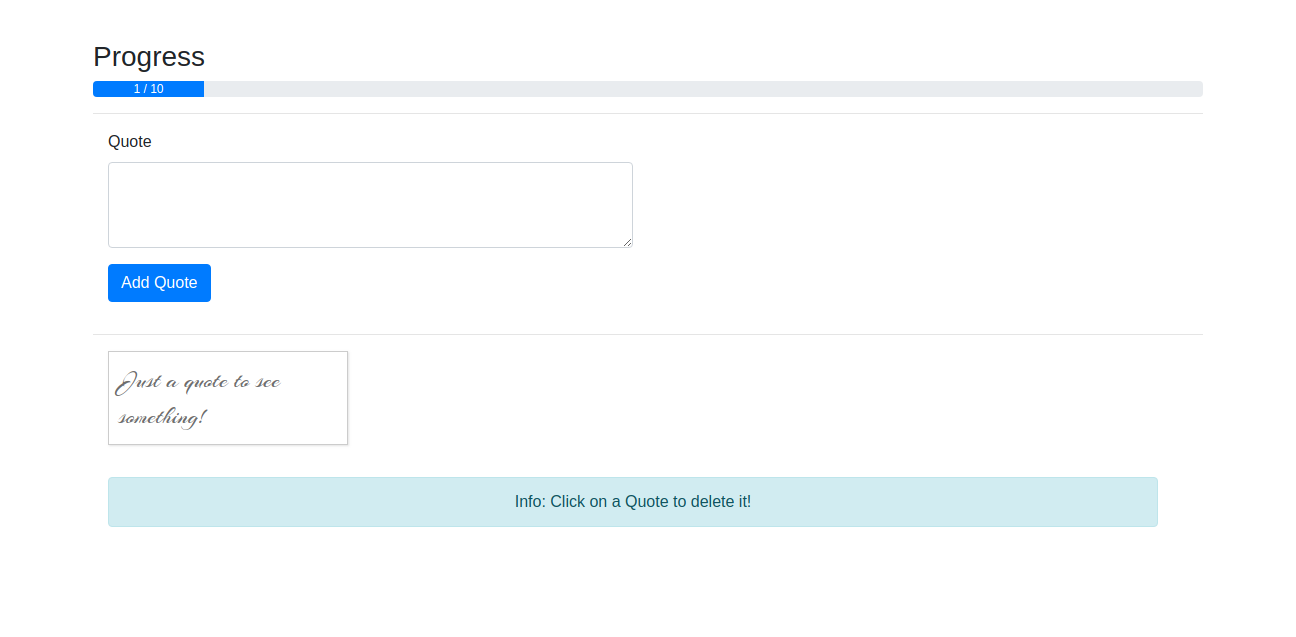 Progress
1 / 10
Quote
Add Quote
Just a quote to see
something!
Info: Click on a Quote to delete it!